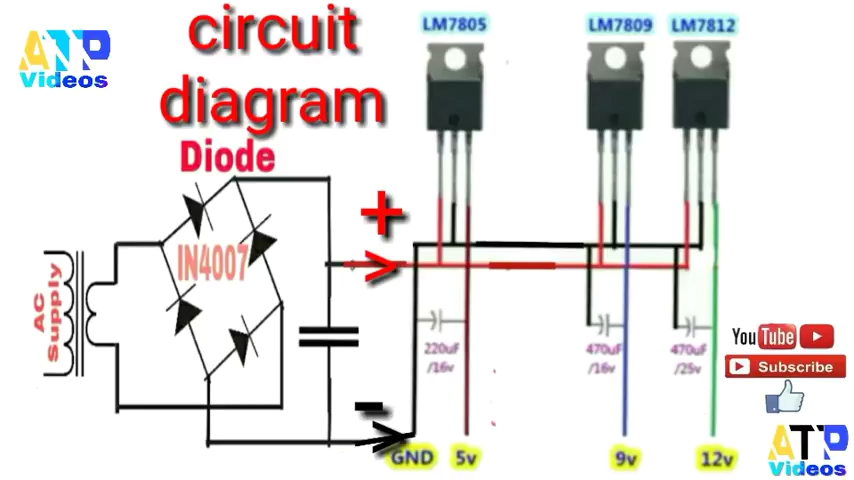 circuit
diagram
LM7805
LM7809
LM7812
ANP
Videos
Diode
+
IN4007
AC
Supply
220uF
/16v
470uF
/16v
470uF
/25v
YouTube
Subscribe
-
GND
5v
9v
12v
ATP
Videos